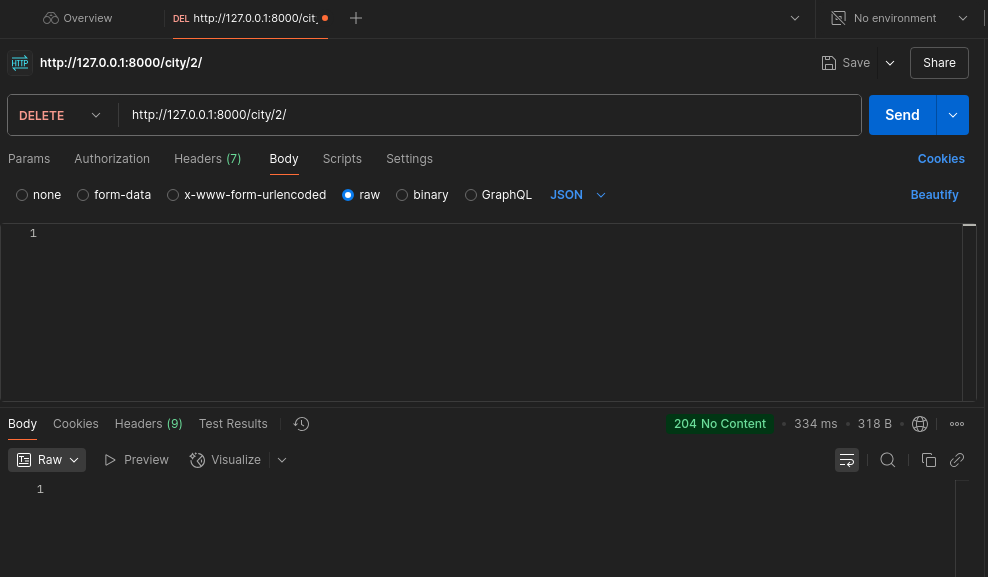 Overview DEL http://127.0.0.1:8000/cit No environment
HTTP http://127.0.0.1:8000/city/2/ Save Share
DELETE http://127.0.0.1:8000/city/2/ Send
Params Authorization Headers (7) Body Scripts Settings Cookies
none form-data x-www-form-urlencoded raw binary GraphQL JSON Beautify
1
Body Cookies Headers (9) Test Results 204 No Content • 334 ms • 318 B •
Raw Preview Visualize
1